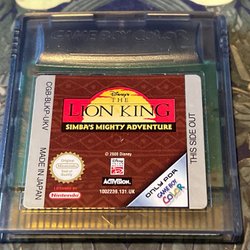 GAME BOY COLOR
CGB-BLKP-UKV
MADE IN JAPAN
Disney's
THE
LION KING
SIMBA'S MIGHTY ADVENTURE
© 2000 Disney
ACTIVISION
1002239.131.UK
Nintendo
THIS SIDE OUT
ONLY FOR
GAME BOY
COLOR